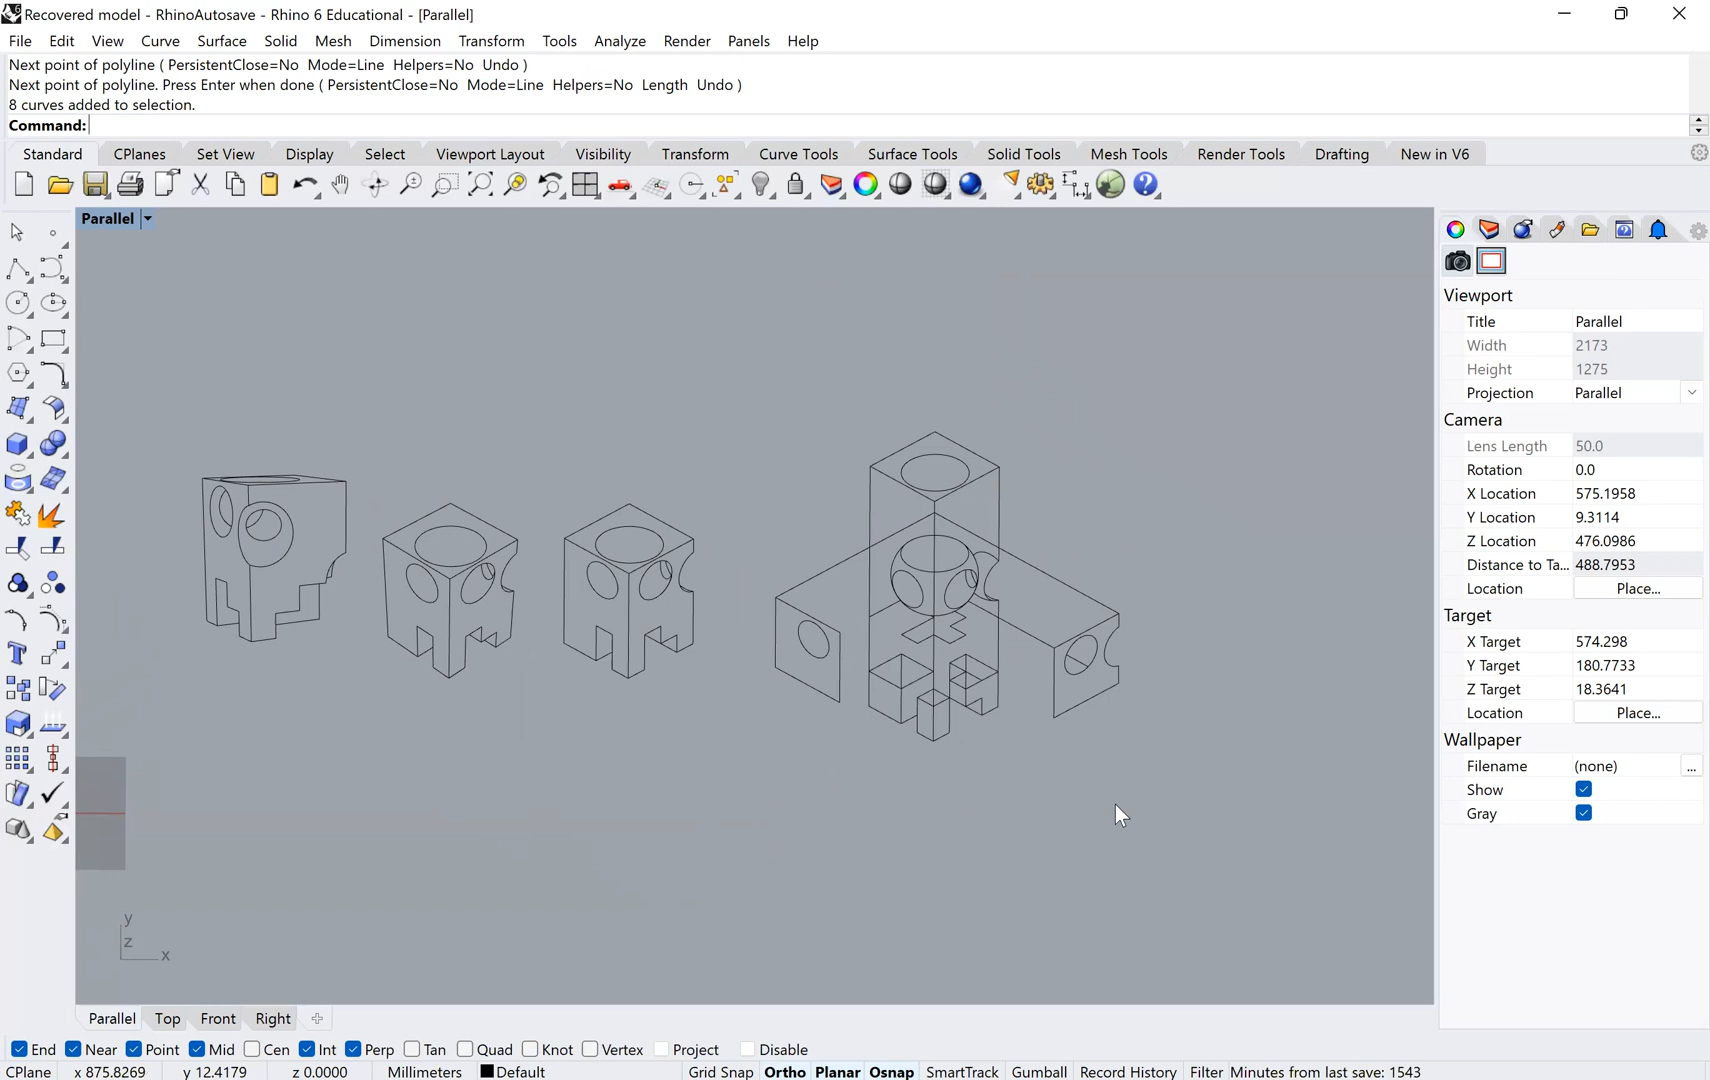 Recovered model - RhinoAutosave - Rhino 6 Educational - [Parallel]
File Edit View Curve Surface Solid Mesh Dimension Transform Tools Analyze Render Panels Help
Next point of polyline ( PersistentClose=No Mode=Line Helpers=No Undo )
Next point of polyline. Press Enter when done ( PersistentClose=No Mode=Line Helpers=No Length Undo )
8 curves added to selection.
Command:
Standard CPlanes Set View Display Select Viewport Layout Visibility Transform Curve Tools Surface Tools Solid Tools Mesh Tools Render Tools Drafting New in V6
Parallel
Viewport
Title Parallel
Width 2173
Height 1275
Projection Parallel
Camera
Lens Length 50.0
Rotation 0.0
X Location 575.1958
Y Location 9.3114
Z Location 476.0986
Distance to Ta... 488.7953
Location Place...
Target
X Target 574.298
Y Target 180.7733
Z Target 18.3641
Location Place...
Wallpaper
Filename (none) ...
Show
Gray
y
z
x
Parallel Top Front Right
End Near Point Mid Cen Int Perp Tan Quad Knot Vertex Project Disable
CPlane x 875.8269 y 12.4179 z 0.0000 Millimeters Default Grid Snap Ortho Planar Osnap SmartTrack Gumball Record History Filter Minutes from last save: 1543